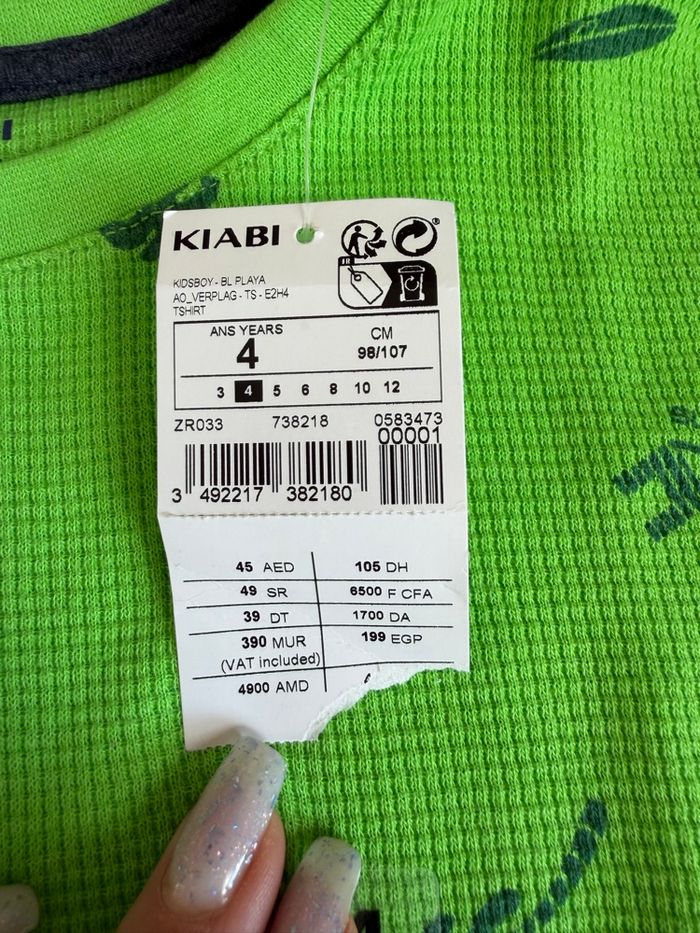 KIABI
FR
KIDSBOY - BL PLAYA
AO_VERPLAG - TS - E2H4
TSHIRT
ANS YEARS
4
CM
98/107
3 4 5 6 8 10 12
ZR033 738218 0583473
00001
3 492217 382180
45 AED 105 DH
49 SR 6500 F CFA
39 DT 1700 DA
390 MUR 199 EGP
(VAT included)
4900 AMD